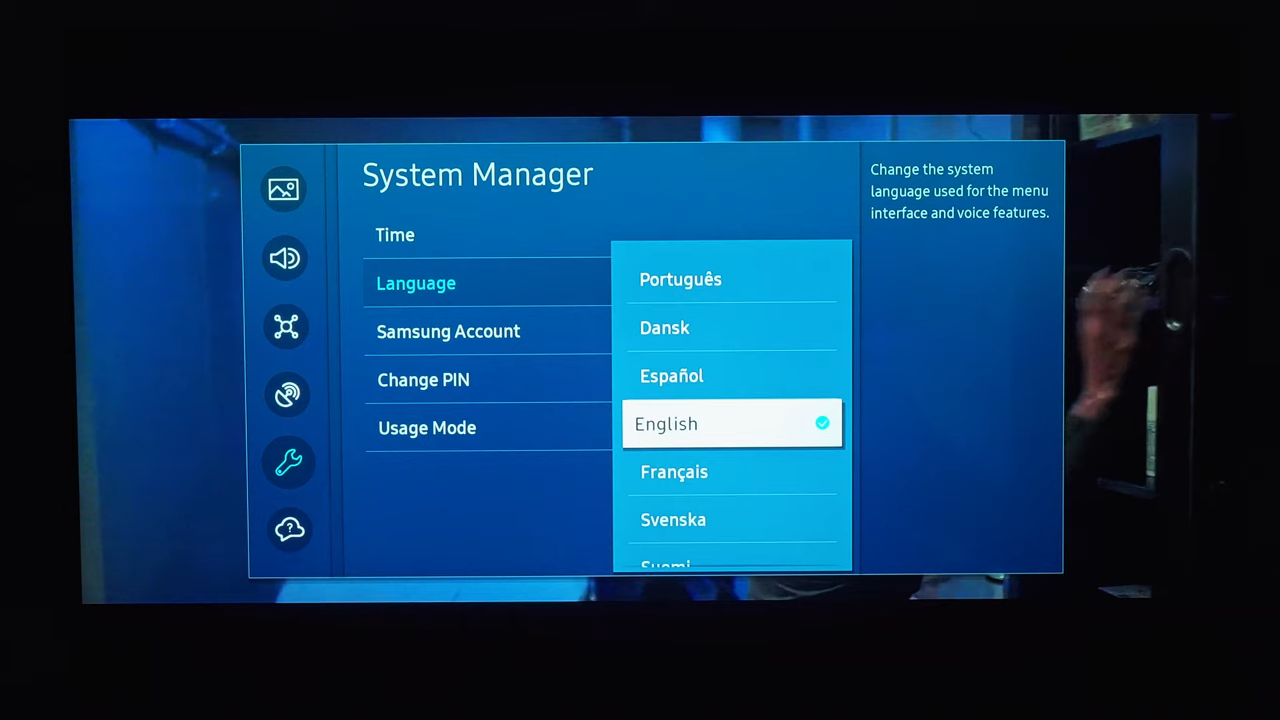 System Manager
Time
Language
Samsung Account
Change PIN
Usage Mode
Português
Dansk
Español
English
Français
Svenska
Suomi
Change the system
language used for the menu
interface and voice features.